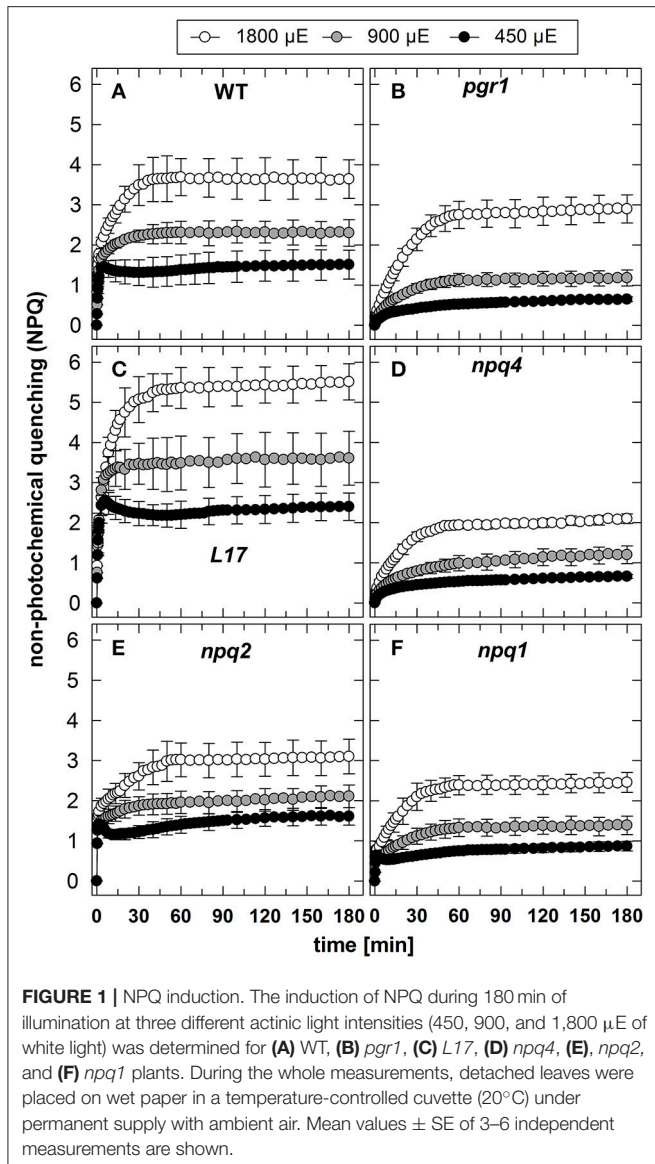 1800 µE 900 µE 450 µE
A WT
B pgr1
6
5
4
3
2
1
0
C L17
D npq4
6
5
4
3
2
1
0
E npq2
F npq1
6
5
4
3
2
1
0
non-photochemical quenching (NPQ)
0 30 60 90 120 150 180 0 30 60 90 120 150 180
time [min]
FIGURE 1 | NPQ induction. The induction of NPQ during 180 min of
illumination at three different actinic light intensities (450, 900, and 1,800 µE of
white light) was determined for (A) WT, (B) pgr1, (C) L17, (D) npq4, (E), npq2,
and (F) npq1 plants. During the whole measurements, detached leaves were
placed on wet paper in a temperature-controlled cuvette (20°C) under
permanent supply with ambient air. Mean values ± SE of 3–6 independent
measurements are shown.